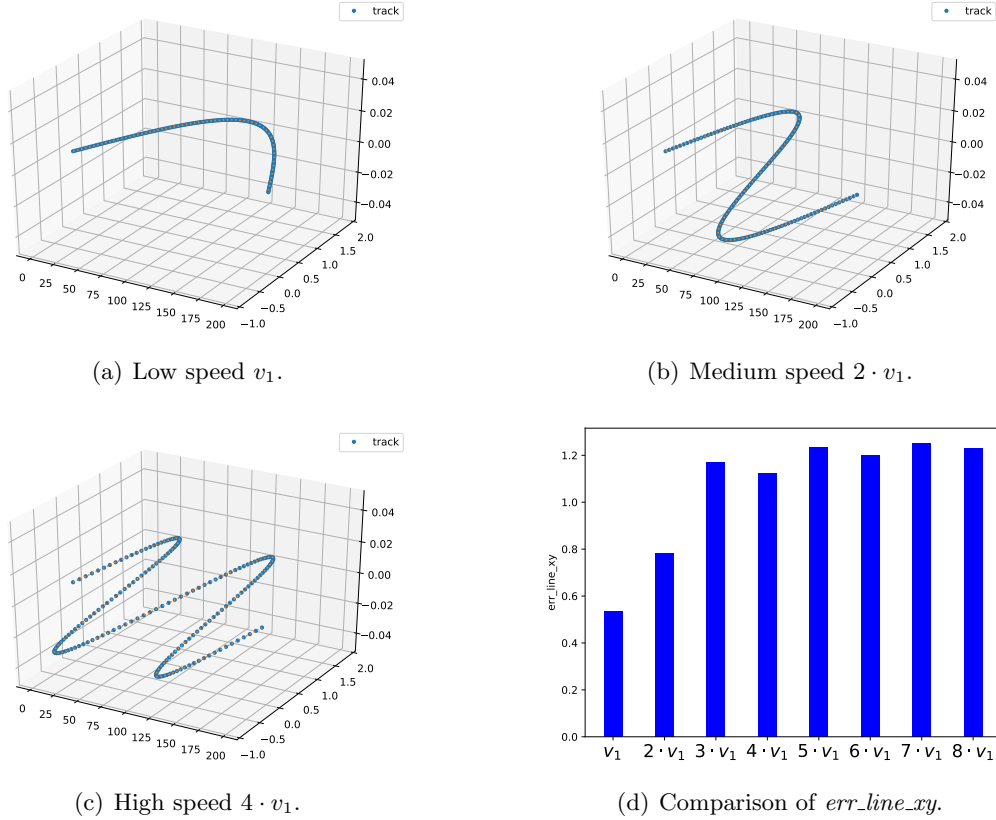 track
0.04
0.02
0.00
−0.02
−0.04
0 25 50 75 100 125 150 175 200
−1.0 −0.5 0.0 0.5 1.0 1.5 2.0
(a) Low speed v₁.
track
0.04
0.02
0.00
−0.02
−0.04
0 25 50 75 100 125 150 175 200
−1.0 −0.5 0.0 0.5 1.0 1.5 2.0
(b) Medium speed 2 · v₁.
track
0.04
0.02
0.00
−0.02
−0.04
0 25 50 75 100 125 150 175 200
−1.0 −0.5 0.0 0.5 1.0 1.5 2.0
(c) High speed 4 · v₁.
1.2
1.0
0.8
0.6
0.4
0.2
0.0
err_line_xy
v₁ 2 · v₁ 3 · v₁ 4 · v₁ 5 · v₁ 6 · v₁ 7 · v₁ 8 · v₁
(d) Comparison of err_line_xy.